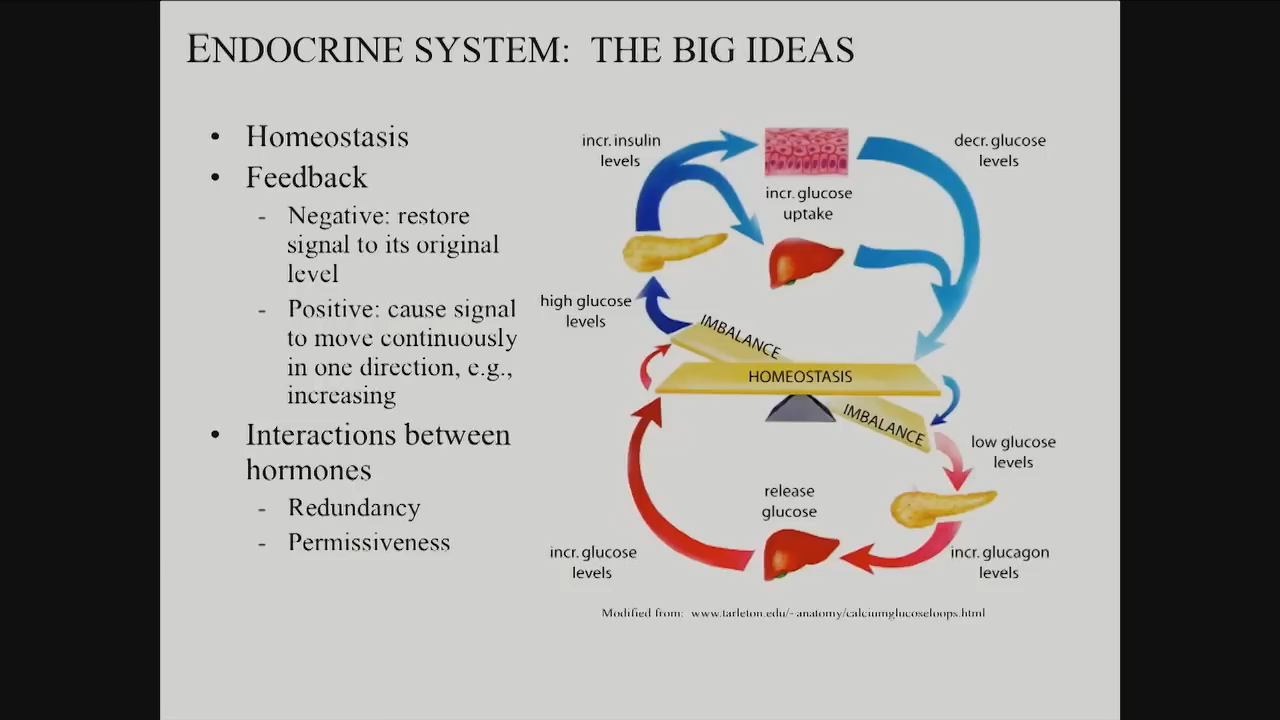 ENDOCRINE SYSTEM: THE BIG IDEAS
• Homeostasis
• Feedback
- Negative: restore
signal to its original
level
- Positive: cause signal
to move continuously
in one direction, e.g.,
increasing
• Interactions between
hormones
- Redundancy
- Permissiveness
incr. insulin
levels
decr. glucose
levels
incr. glucose
uptake
high glucose
levels
IMBALANCE
HOMEOSTASIS
IMBALANCE
low glucose
levels
release
glucose
incr. glucose
levels
incr. glucagon
levels
Modified from: www.tarleton.edu/~anatomy/calciumglucoseloops.html